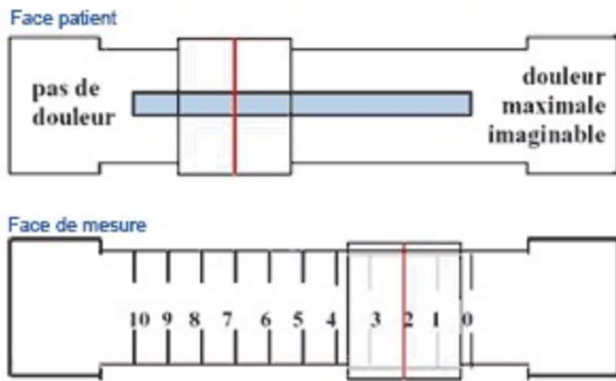 Face patient
pas de
douleur
douleur
maximale
imaginable
Face de mesure
10 9 8 7 6 5 4 3 2 1 0